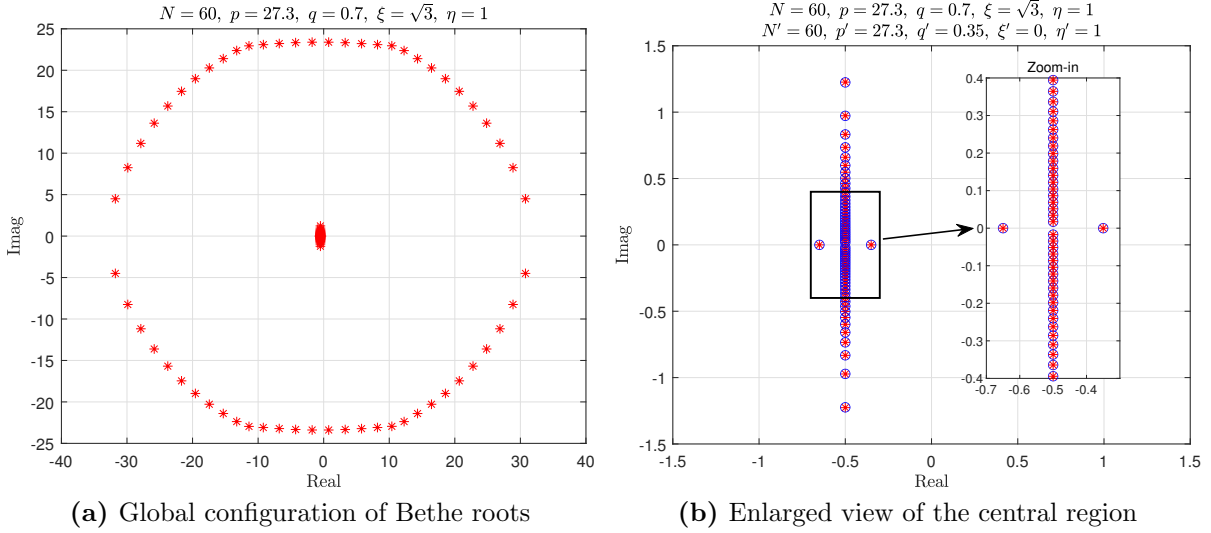 N = 60, p = 27.3, q = 0.7, ξ = √3, η = 1
25
20
15
10
5
0
-5
-10
-15
-20
-25
Imag
-40 -30 -20 -10 0 10 20 30 40
Real
(a) Global configuration of Bethe roots
N = 60, p = 27.3, q = 0.7, ξ = √3, η = 1
N′ = 60, p′ = 27.3, q′ = 0.35, ξ′ = 0, η′ = 1
1.5
1
0.5
0
-0.5
-1
-1.5
Imag
Zoom-in
0.4
0.3
0.2
0.1
0
-0.1
-0.2
-0.3
-0.4
-0.7 -0.6 -0.5 -0.4
-1.5 -1 -0.5 0 0.5 1 1.5
Real
(b) Enlarged view of the central region